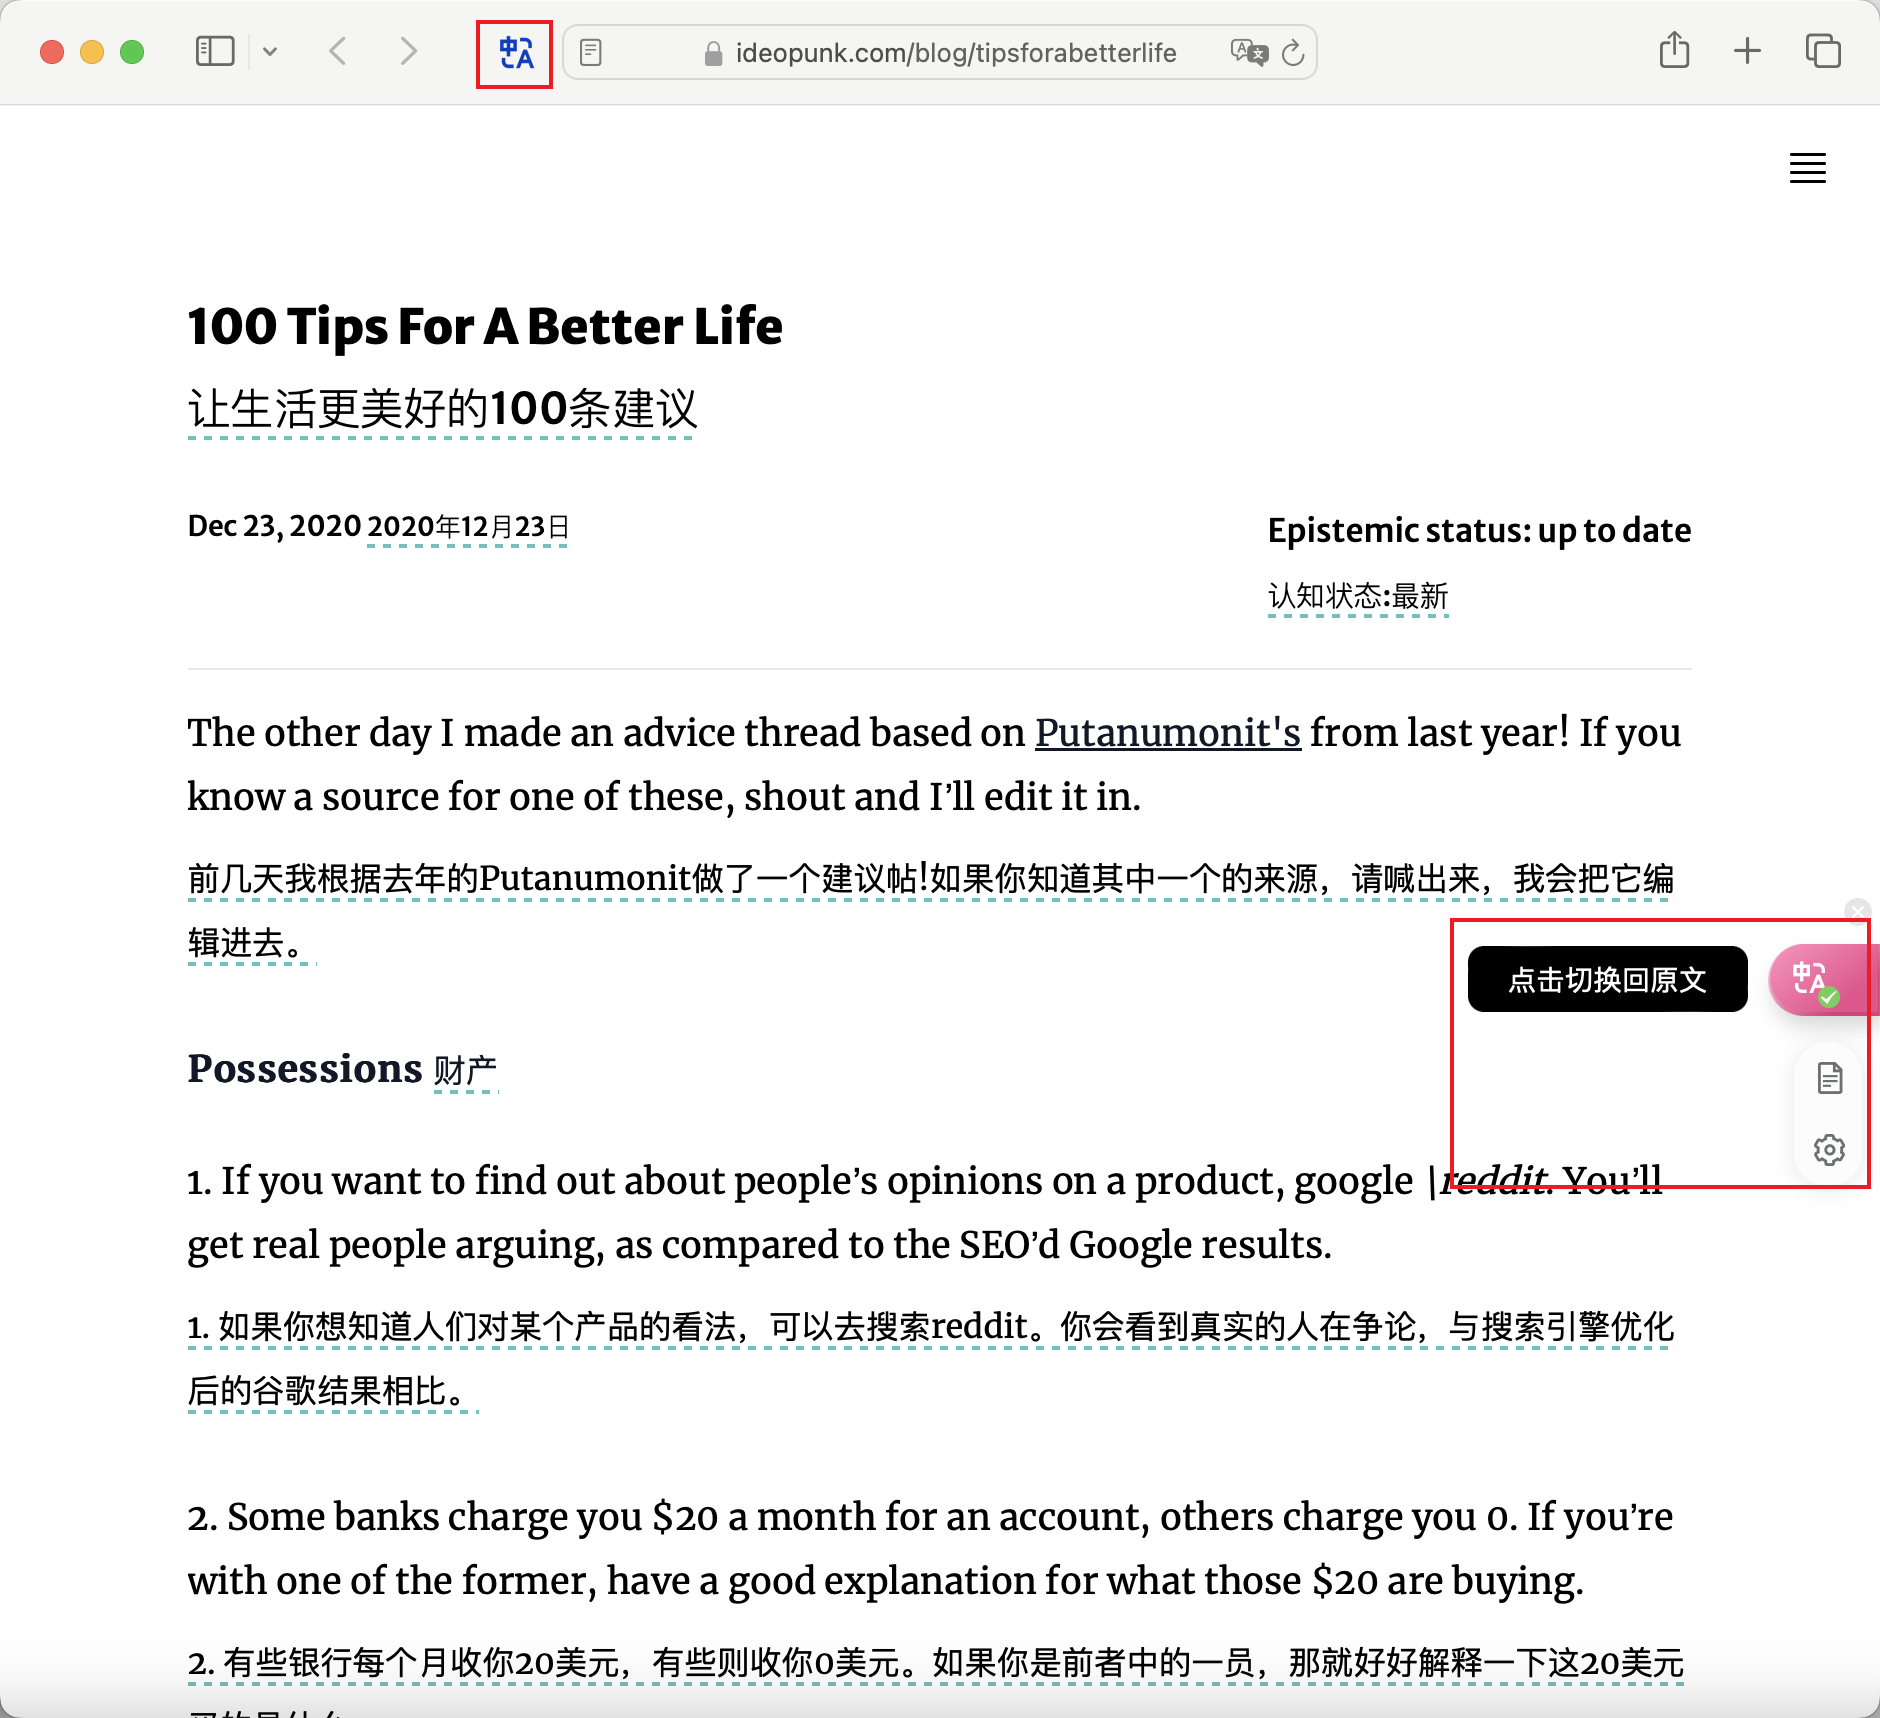 ideopunk.com/blog/tipsforabetterlife
100 Tips For A Better Life
让生活更美好的100条建议
Dec 23, 2020 2020年12月23日
Epistemic status: up to date
认知状态:最新
The other day I made an advice thread based on Putanumonit's from last year! If you
know a source for one of these, shout and I’ll edit it in.
前几天我根据去年的Putanumonit做了一个建议帖!如果你知道其中一个的来源，请喊出来，我会把它编
辑进去。
点击切换回原文
Possessions 财产
1. If you want to find out about people’s opinions on a product, google |reddit. You’ll
get real people arguing, as compared to the SEO’d Google results.
1. 如果你想知道人们对某个产品的看法，可以去搜索reddit。你会看到真实的人在争论，与搜索引擎优化
后的谷歌结果相比。
2. Some banks charge you $20 a month for an account, others charge you 0. If you’re
with one of the former, have a good explanation for what those $20 are buying.
2. 有些银行每个月收你20美元，有些则收你0美元。如果你是前者中的一员，那就好好解释一下这20美元